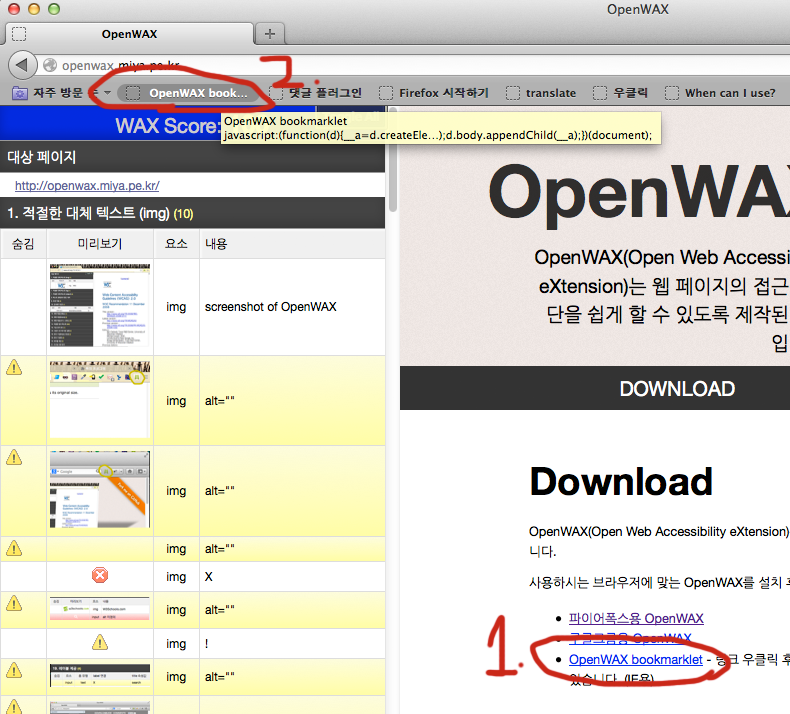 OpenWAX
OpenWAX
openwax.miya.pe.kr
2.
자주 방문
OpenWAX book...
댓글 플러그인
Firefox 시작하기
translate
우클릭
When can I use?
OpenWAX bookmarklet
javascript:(function(d){__a=d.createEle...);d.body.appendChild(__a);})(document);
WAX Score:
대상 페이지
http://openwax.miya.pe.kr/
1. 적절한 대체 텍스트 (img) (10)
숨김 미리보기 요소 내용
img screenshot of OpenWAX
img alt=""
img alt=""
img alt=""
img X
img alt=""
img !
img alt=""
OpenWAX
OpenWAX(Open Web Accessi
eXtension)는 웹 페이지의 접근
단을 쉽게 할 수 있도록 제작된
입
DOWNLOAD
Download
OpenWAX(Open Web Accessibility eXtension)
니다.
사용하시는 브라우저에 맞는 OpenWAX를 설치 후
파이어폭스용 OpenWAX
구글크롬용 OpenWAX
1.
OpenWAX bookmarklet - 링크 우클릭 후
있습니다. (IE용)